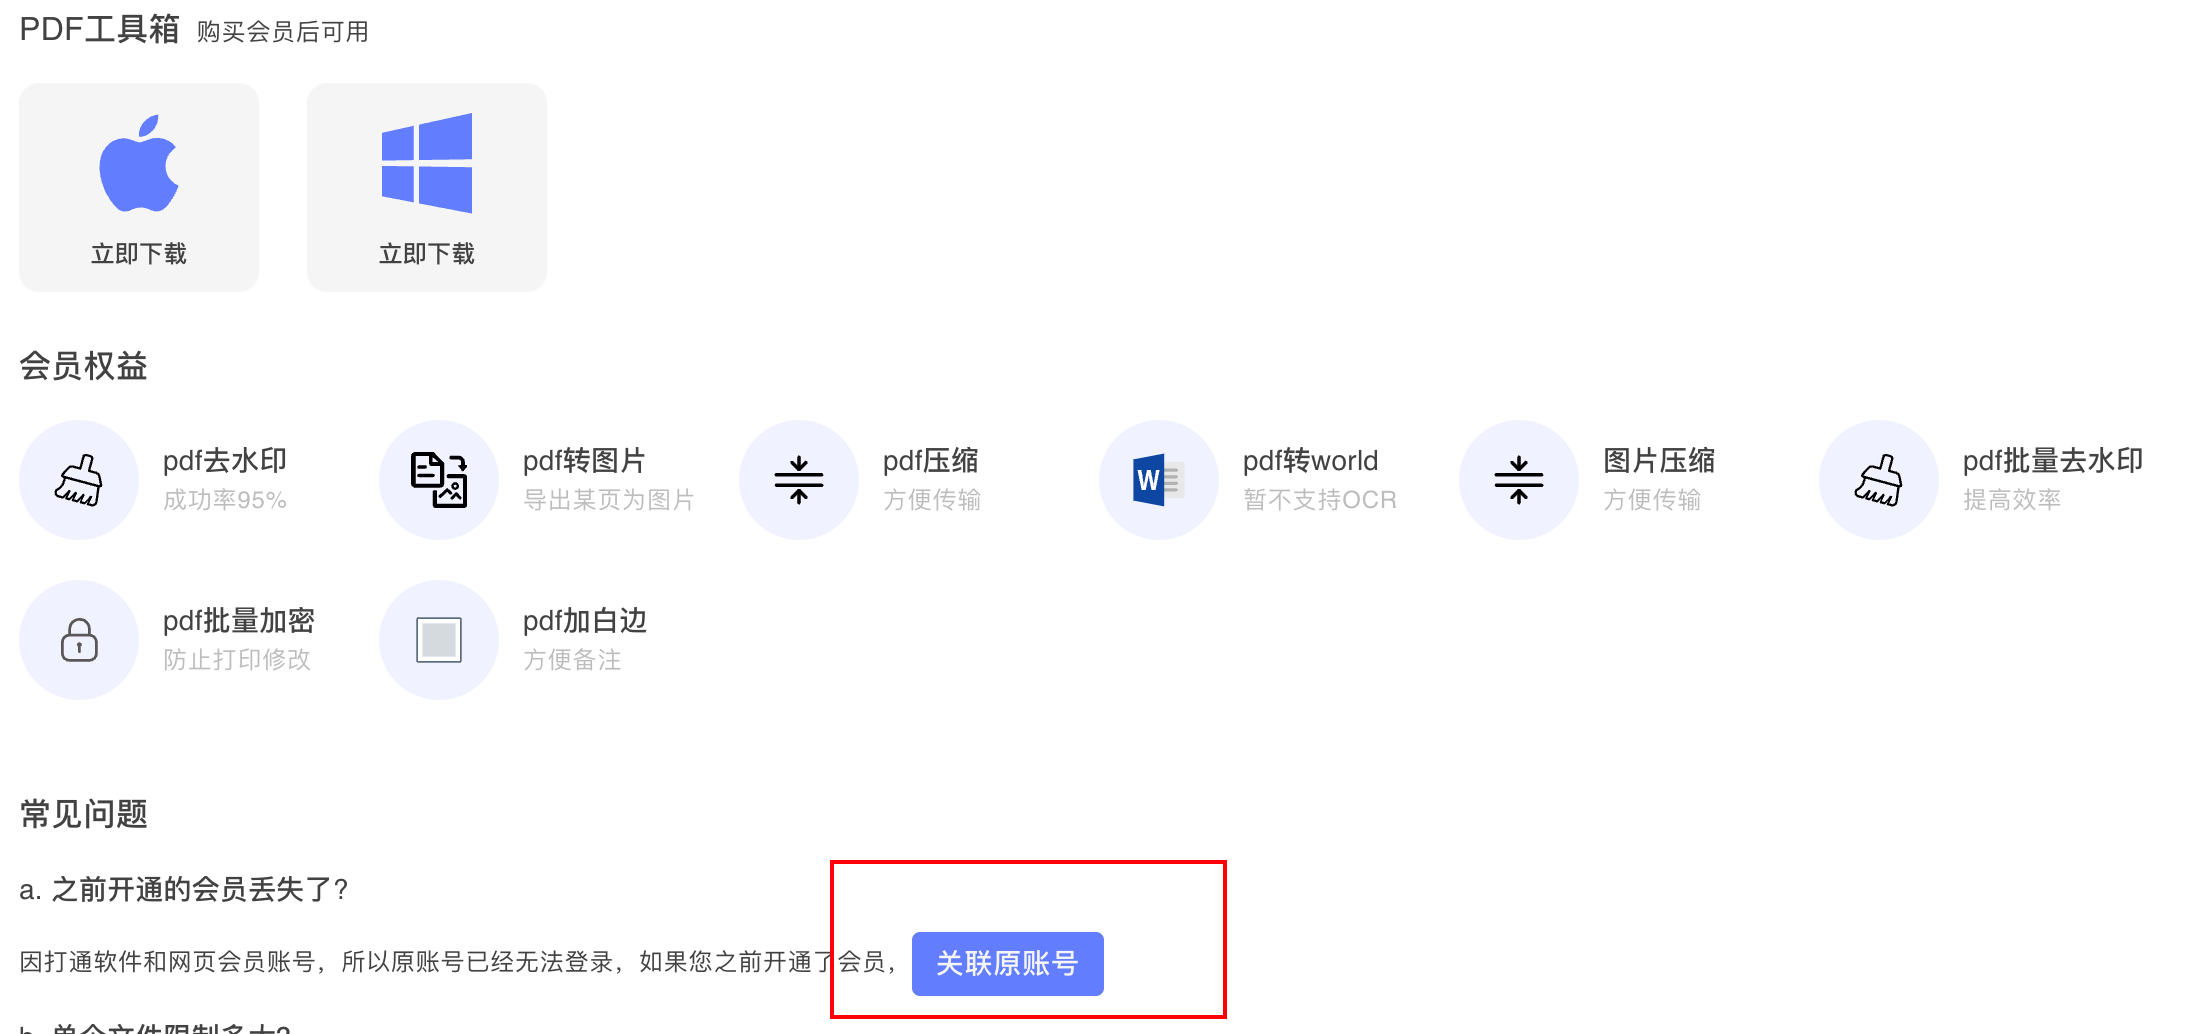 PDF工具箱 购买会员后可用
立即下载 立即下载
会员权益
pdf去水印 pdf转图片 pdf压缩 pdf转world 图片压缩 pdf批量去水印
成功率95% 导出某页为图片 方便传输 暂不支持OCR 方便传输 提高效率
W
pdf批量加密 pdf加白边
防止打印修改 方便备注
常见问题
a. 之前开通的会员丢失了?
因打通软件和网页会员账号，所以原账号已经无法登录，如果您之前开通了会员， 关联原账号
b. 单个文件限制多大?